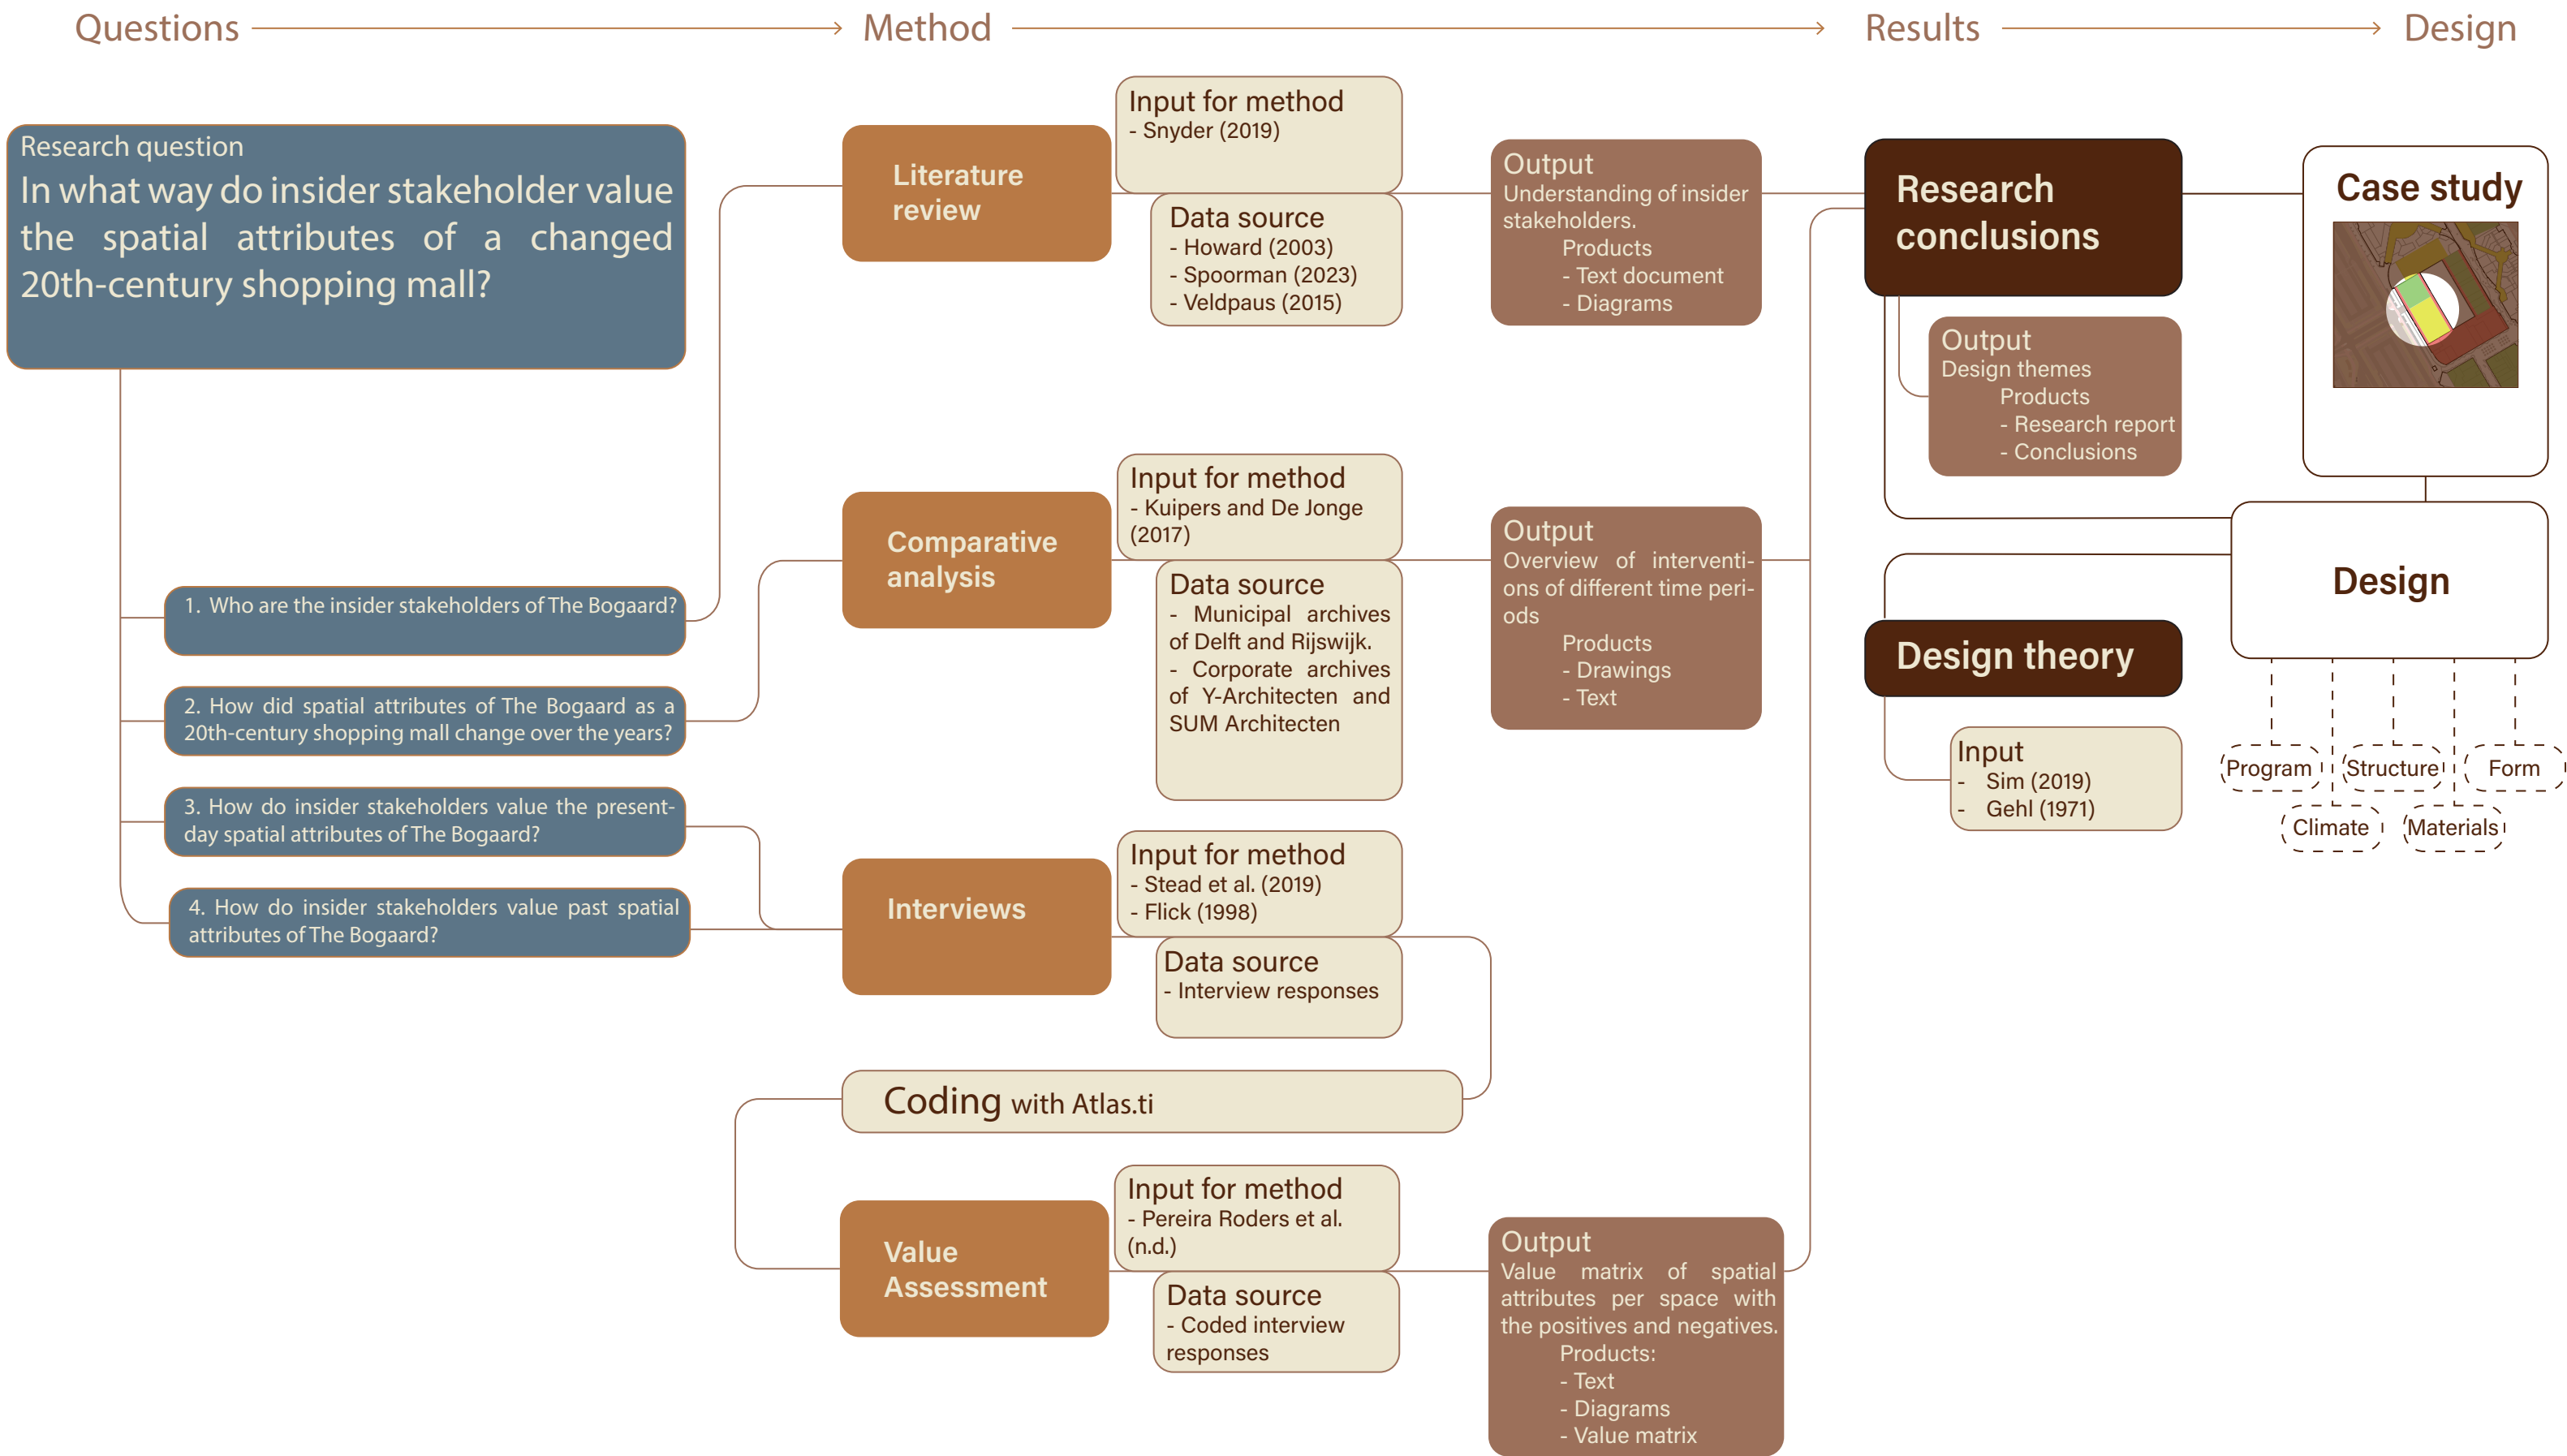 Questions
Method
Results
Design
Research question
In what way do insider stakeholder value
the spatial attributes of a changed
20th-century shopping mall?
1. Who are the insider stakeholders of The Bogaard?
2. How did spatial attributes of The Bogaard as a
20th-century shopping mall change over the years?
3. How do insider stakeholders value the present-
day spatial attributes of The Bogaard?
4. How do insider stakeholders value past spatial
attributes of The Bogaard?
Literature
review
Input for method
- Snyder (2019)
Data source
- Howard (2003)
- Spoorman (2023)
- Veldpaus (2015)
Output
Understanding of insider
stakeholders.
Products
- Text document
- Diagrams
Comparative
analysis
Input for method
- Kuipers and De Jonge
(2017)
Data source
- Municipal archives
of Delft and Rijswijk.
- Corporate archives
of Y-Architecten and
SUM Architecten
Output
Overview of interventi-
ons of different time peri-
ods
Products
- Drawings
- Text
Interviews
Input for method
- Stead et al. (2019)
- Flick (1998)
Data source
- Interview responses
Coding with Atlas.ti
Value
Assessment
Input for method
- Pereira Roders et al.
(n.d.)
Data source
- Coded interview
responses
Output
Value matrix of spatial
attributes per space with
the positives and negatives.
Products:
- Text
- Diagrams
- Value matrix
Research
conclusions
Output
Design themes
Products
- Research report
- Conclusions
Case study
Design
Design theory
Input
- Sim (2019)
- Gehl (1971)
Program
Structure
Form
Climate
Materials